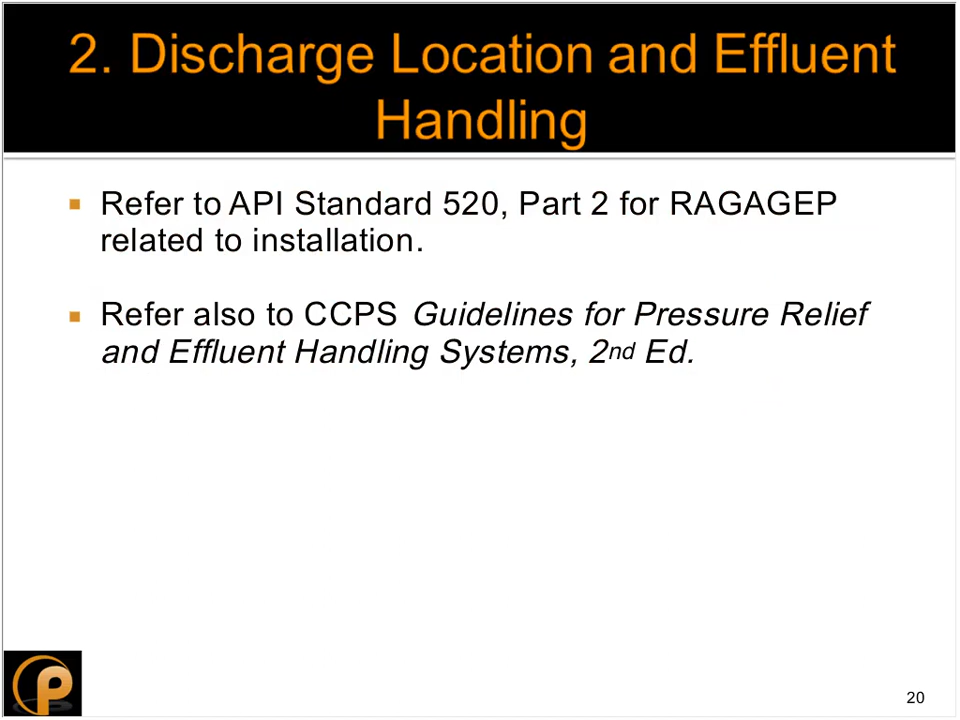 2. Discharge Location and Effluent
Handling
Refer to API Standard 520, Part 2 for RAGAGEP
related to installation.
Refer also to CCPS Guidelines for Pressure Relief
and Effluent Handling Systems, 2nd Ed.
P
20